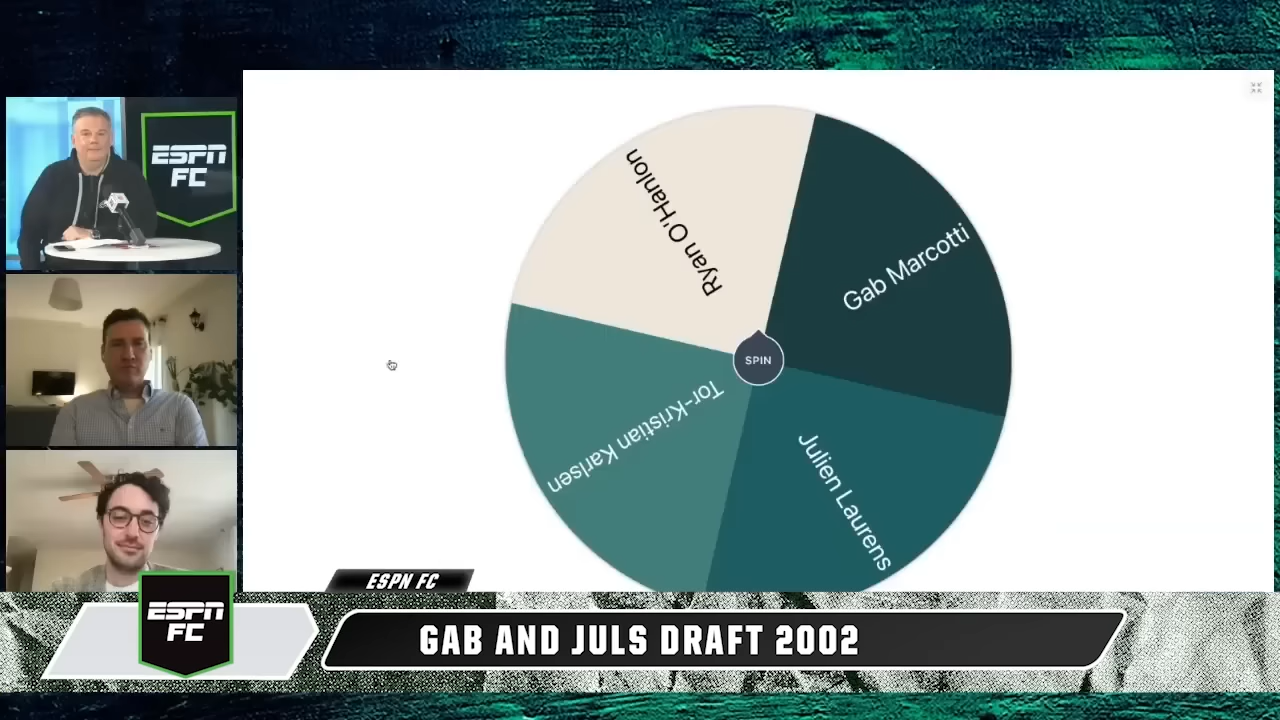 ESPN
FC
Ryan O'Hanlon
Gab Marcotti
SPIN
Tor-Kristian Karlsen
Julien Laurens
ESPN FC
ESPN
FC
GAB AND JULS DRAFT 2002